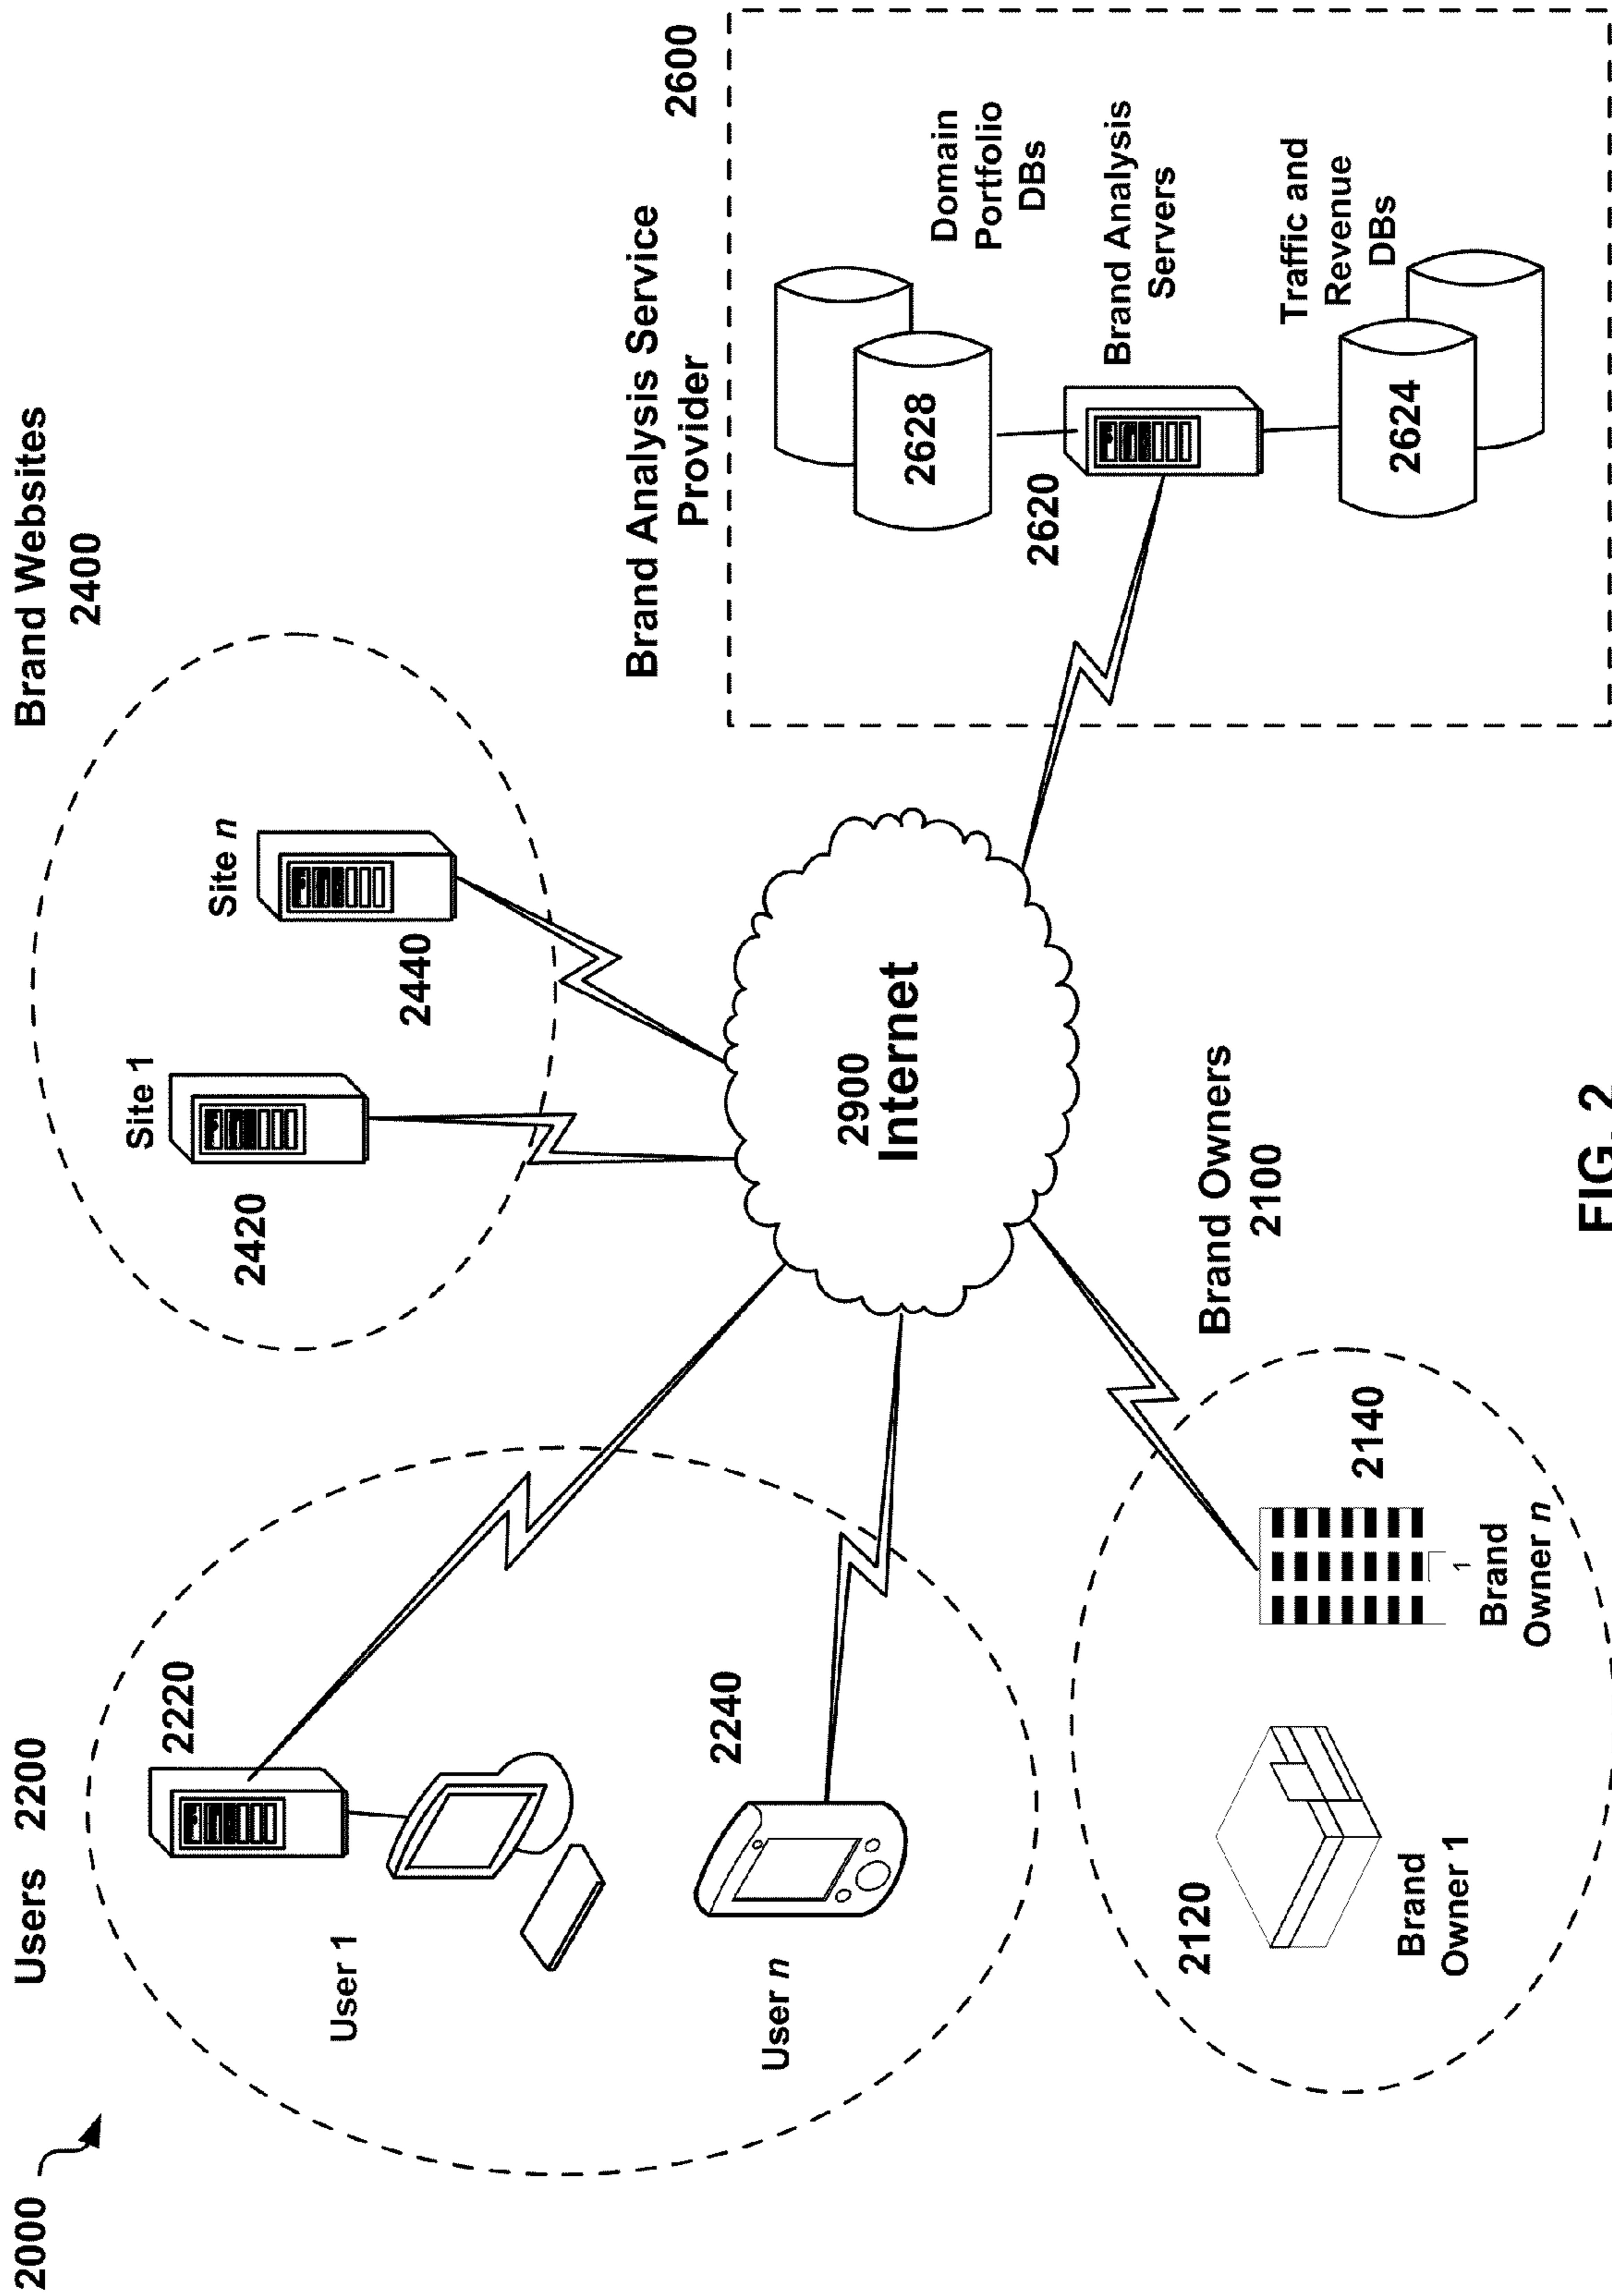 2000
Users 2200
2220
User 1
2240
User n
Brand Websites
2400
Site 1
2420
Site n
2440
2900
Internet
Brand Analysis Service
Provider
2600
2628
Domain
Portfolio
DBs
2620
Brand Analysis
Servers
2624
Traffic and
Revenue
DBs
Brand Owners
2100
2120
Brand
Owner 1
2140
1
Brand
Owner n
FIG. 2